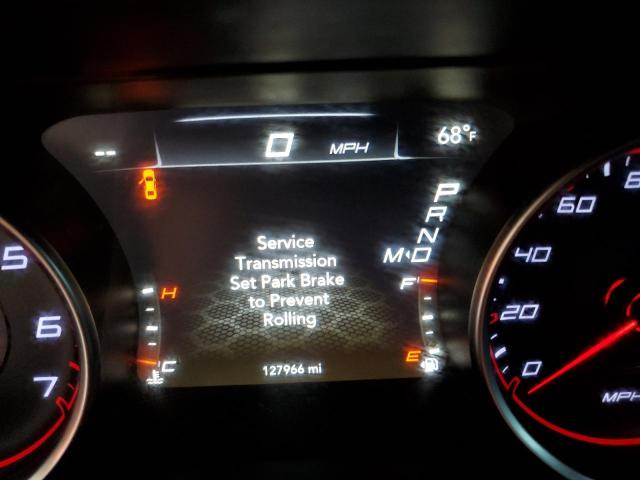 0 MPH
68°F
--
P
R
N
M D
Service
Transmission
Set Park Brake
to Prevent
Rolling
H
C
F
E
127966 mi
5
6
7
60
40
20
0
MPH